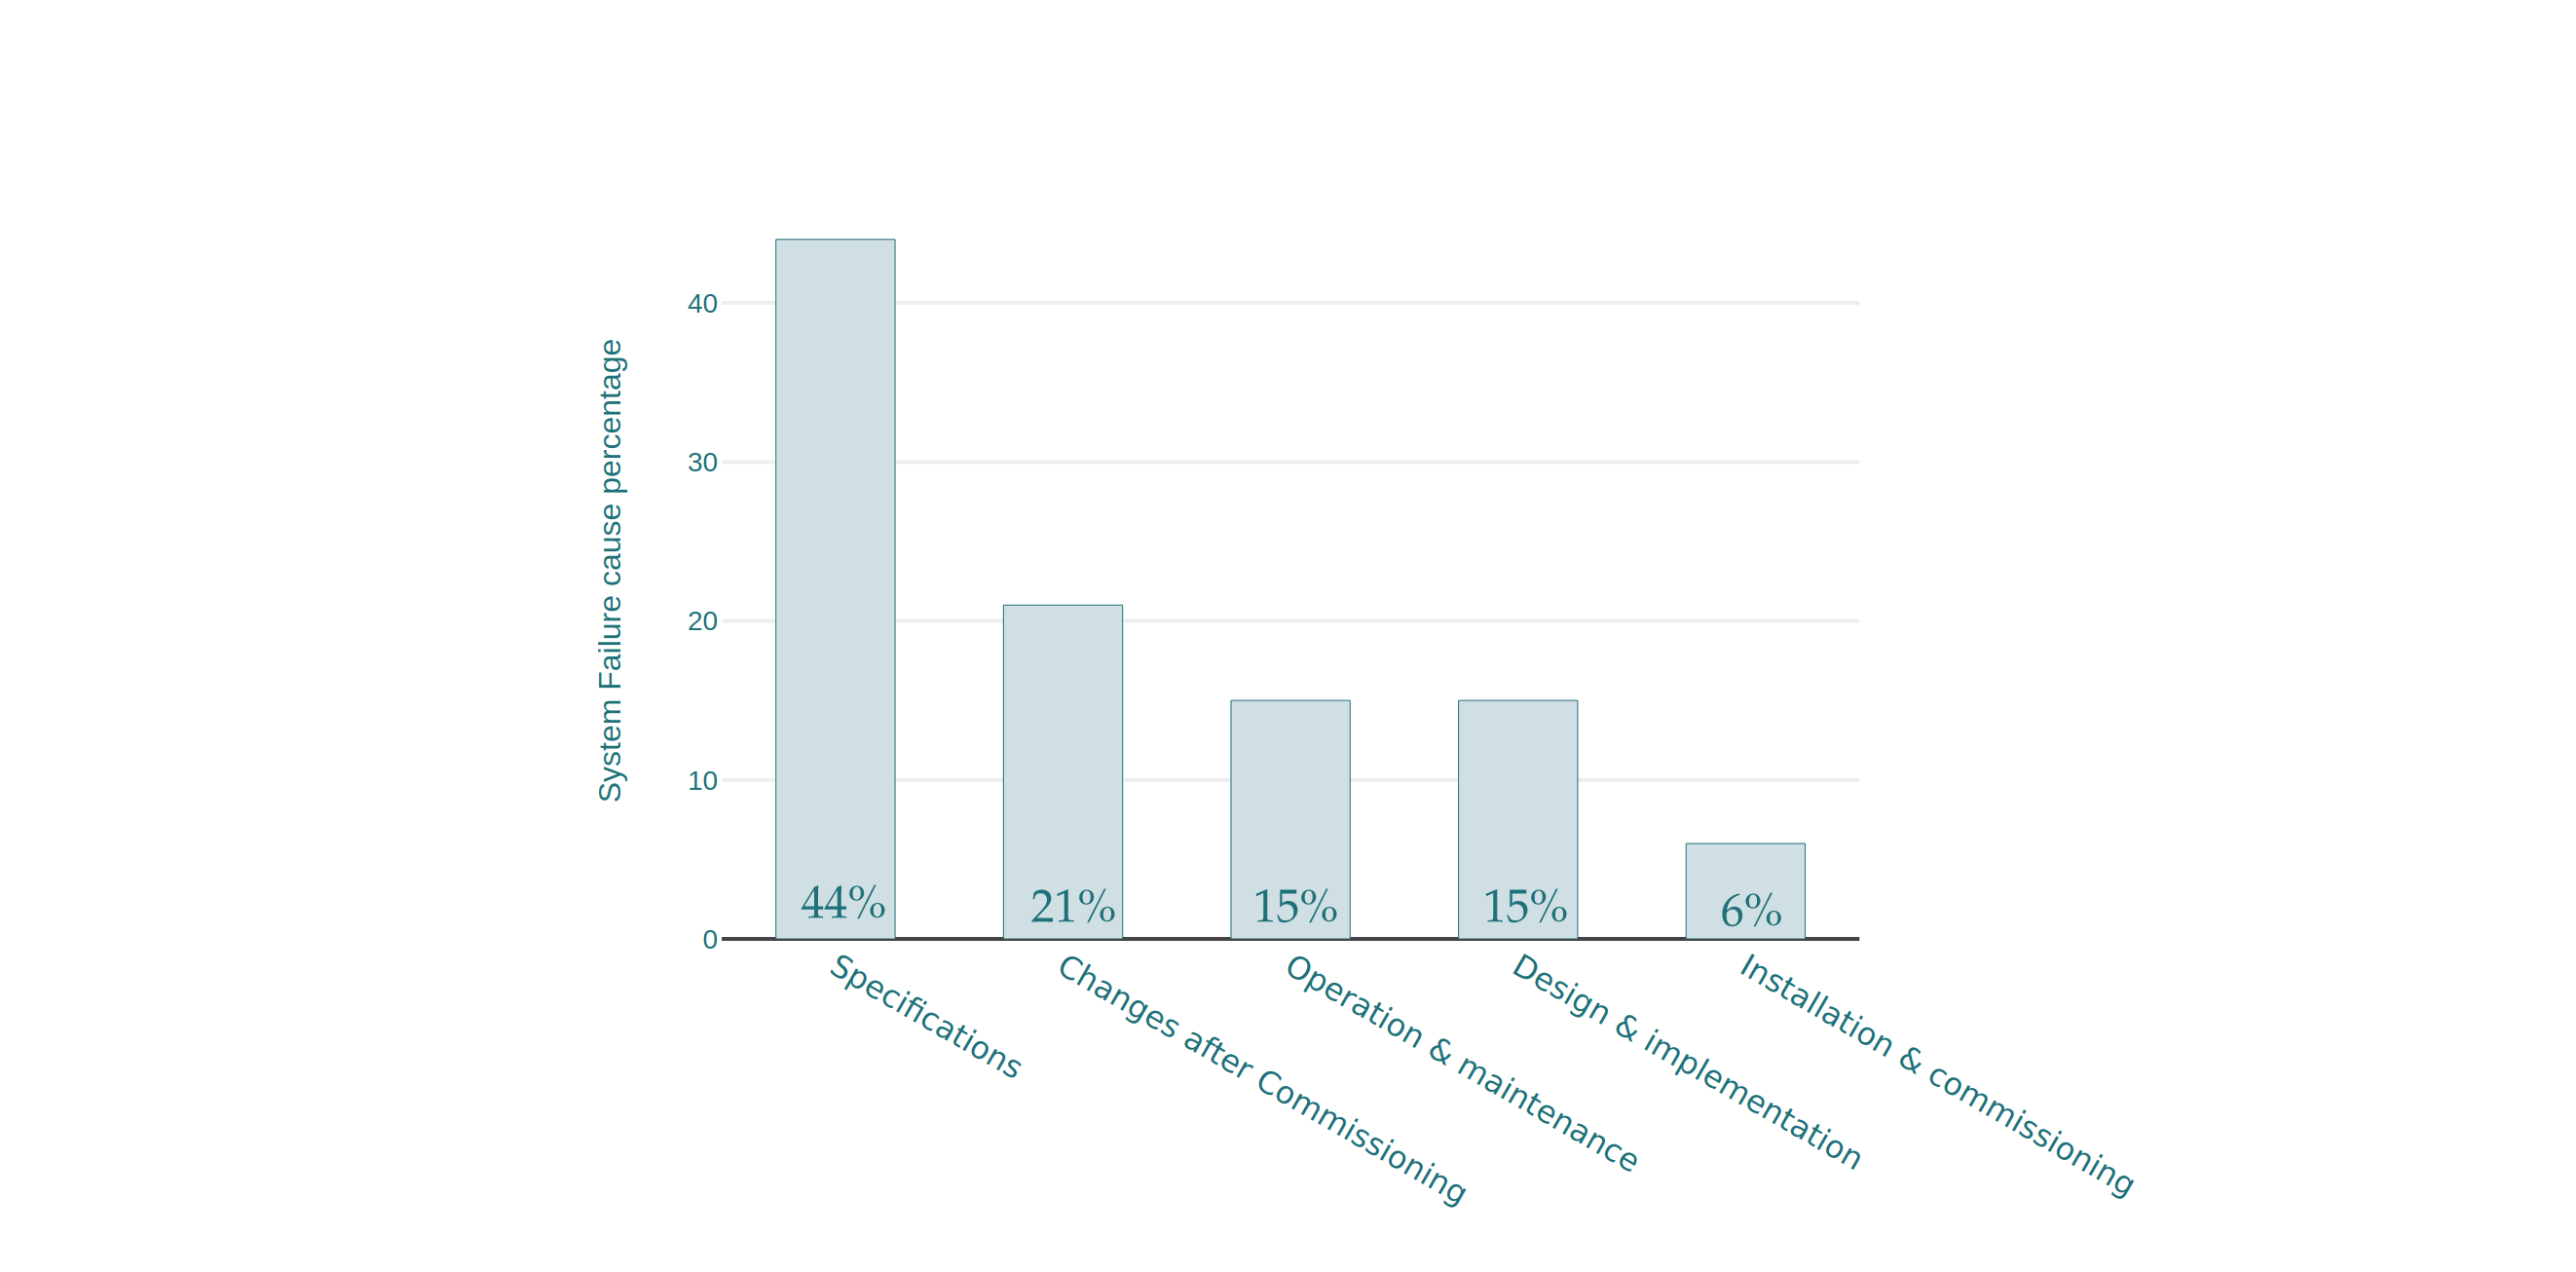 System Failure cause percentage
40
30
20
10
0
44%
21%
15%
15%
6%
Specifications
Changes after Commissioning
Operation & maintenance
Design & implementation
Installation & commissioning